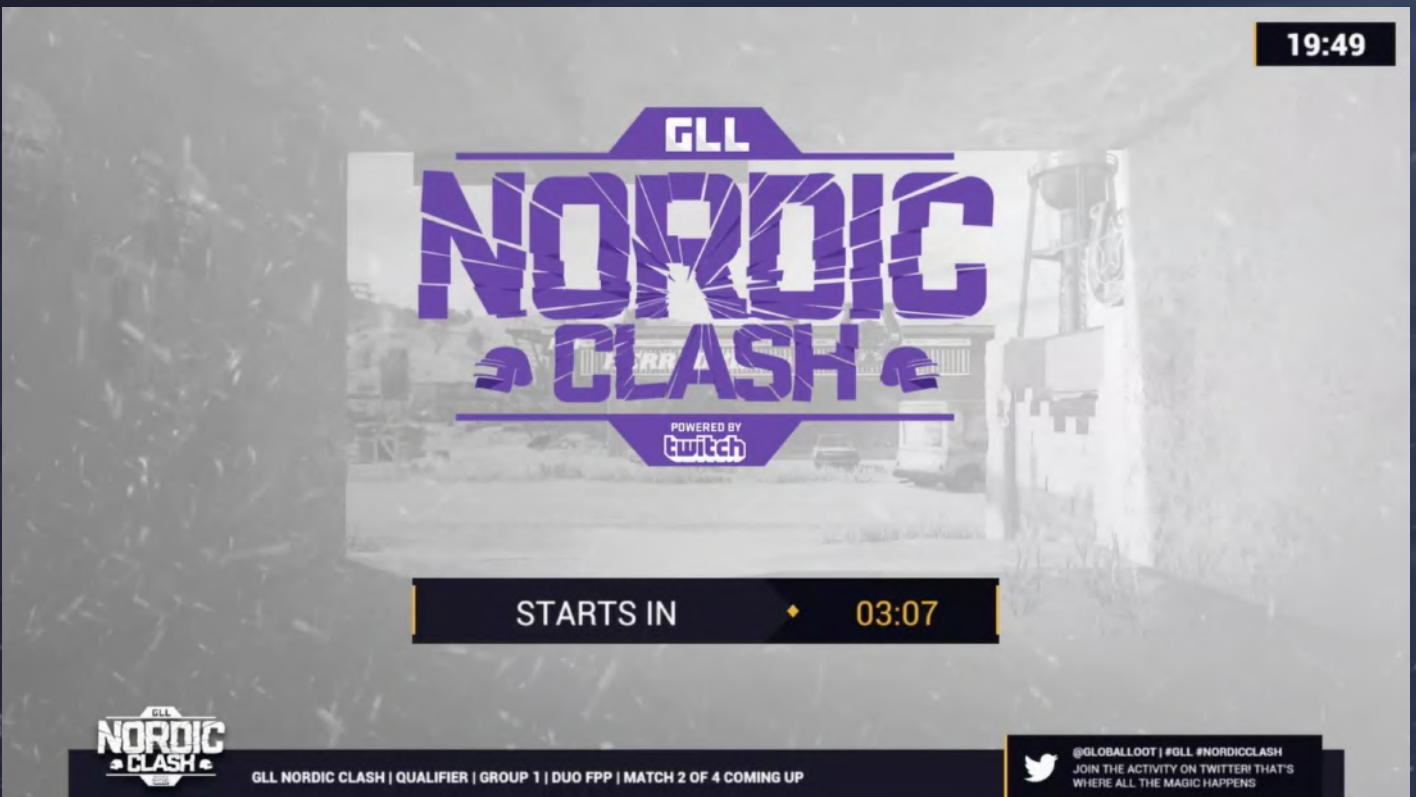 19:49
GLL
NORDIC
CLASH
POWERED BY
twitch
STARTS IN
03:07
GLL
NORDIC
CLASH
GLL NORDIC CLASH | QUALIFIER | GROUP 1 | DUO FPP | MATCH 2 OF 4 COMING UP
@GLOBALLOOT | #GLL #NORDICCLASH
JOIN THE ACTIVITY ON TWITTER! THAT'S
WHERE ALL THE MAGIC HAPPENS